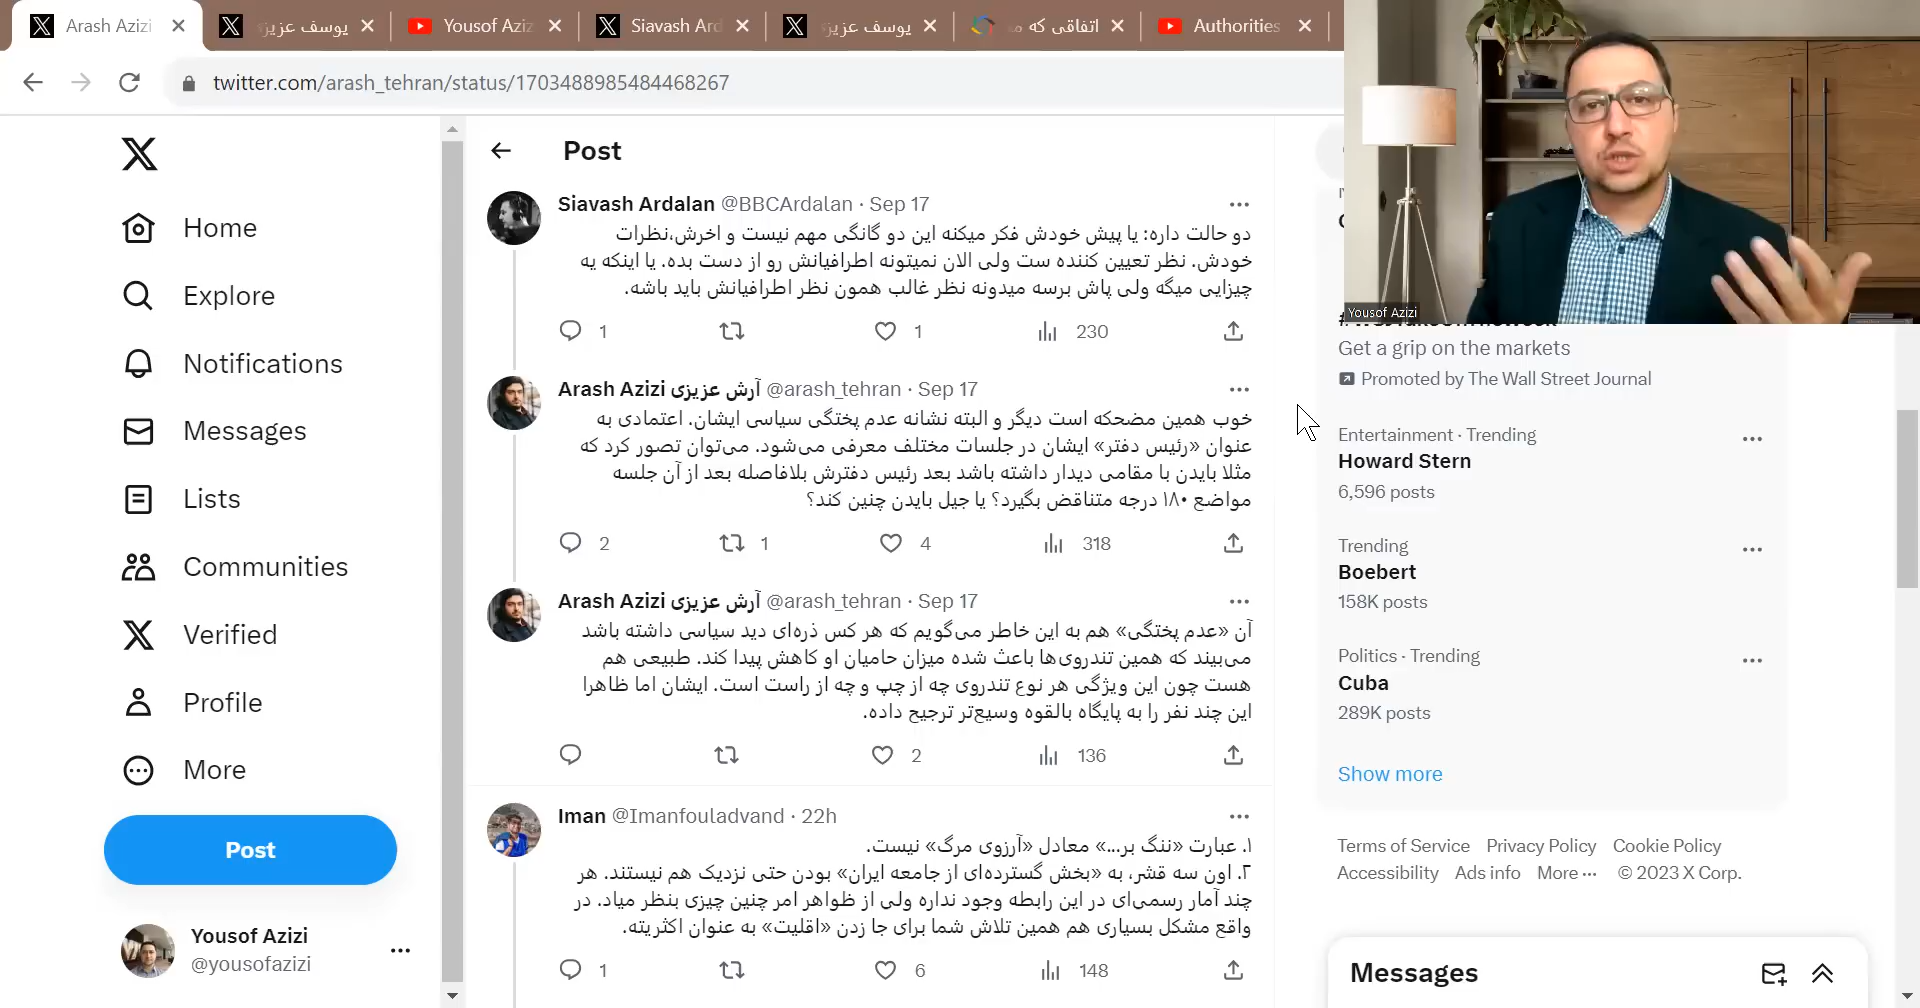 Arash Azizi
یوسف عزیزی
Yousof Aziz
Siavash Ard
یوسف عزیزی
اتفاقی که
Authorities
twitter.com/arash_tehran/status/1703488985484468267
Yousof Azizi
Home
Explore
Notifications
Messages
Lists
Communities
Verified
Profile
More
Post
Yousof Azizi
@yousofazizi
Post
Siavash Ardalan @BBCArdalan · Sep 17
دو حالت داره: یا پیش خودش فکر میکنه این دو گانگی مهم نیست و اخرش،نظرات
خودش. نظر تعیین کننده ست ولی الان نمیتونه اطرافیانش رو از دست بده. یا اینکه یه
چیزایی میگه ولی پاش برسه میدونه نظر غالب همون نظر اطرافیانش باید باشه.
1
1
230
Arash Azizi آرش عزیزی @arash_tehran · Sep 17
خوب همین مضحکه است دیگر و البته نشانه عدم پختگی سیاسی ایشان. اعتمادی به
عنوان «رئیس دفتر» ایشان در جلسات مختلف معرفی می‌شود. می‌توان تصور کرد که
مثلا بایدن با مقامی دیدار داشته باشد بعد رئیس دفترش بلافاصله بعد از آن جلسه
مواضع ۱۸۰ درجه متناقض بگیرد؟ یا جیل بایدن چنین کند؟
2
1
4
318
Arash Azizi آرش عزیزی @arash_tehran · Sep 17
آن «عدم پختگی» هم به این خاطر می‌گویم که هر کس ذره‌ای دید سیاسی داشته باشد
می‌بیند که همین تندروی‌ها باعث شده میزان حامیان او کاهش پیدا کند. طبیعی هم
هست چون این ویژگی هر نوع تندروی چه از چپ و چه از راست است. ایشان اما ظاهرا
این چند نفر را به پایگاه بالقوه وسیع‌تر ترجیح داده.
2
136
Iman @Imanfouladvand · 22h
۱. عبارت «ننگ بر...» معادل «آرزوی مرگ» نیست.
۲. اون سه قشر، به «بخش گسترده‌ای از جامعه ایران» بودن حتی نزدیک هم نیستند. هر
چند آمار رسمی‌ای در این رابطه وجود نداره ولی از ظواهر امر چنین چیزی بنظر میاد. در
واقع مشکل بسیاری هم همین تلاش شما برای جا زدن «اقلیت» به عنوان اکثریته.
1
6
148
Get a grip on the markets
Promoted by The Wall Street Journal
Entertainment · Trending
Howard Stern
6,596 posts
Trending
Boebert
158K posts
Politics · Trending
Cuba
289K posts
Show more
Terms of Service Privacy Policy Cookie Policy
Accessibility Ads info More ··· © 2023 X Corp.
Messages